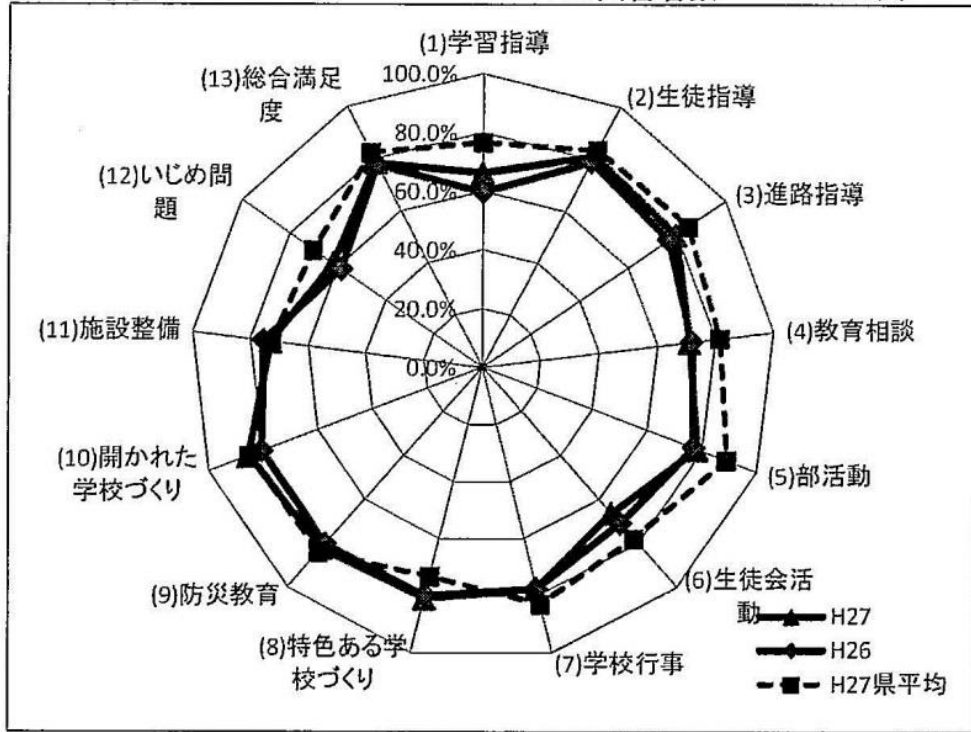 (1)学習指導
100.0%
80.0%
60.0%
40.0%
20.0%
0.0%
(2)生徒指導
(3)進路指導
(4)教育相談
(5)部活動
(6)生徒会活
動
(7)学校行事
(8)特色ある学
校づくり
(9)防災教育
(10)開かれた
学校づくり
(11)施設整備
(12)いじめ問
題
(13)総合満足
度
H27
H26
H27県平均